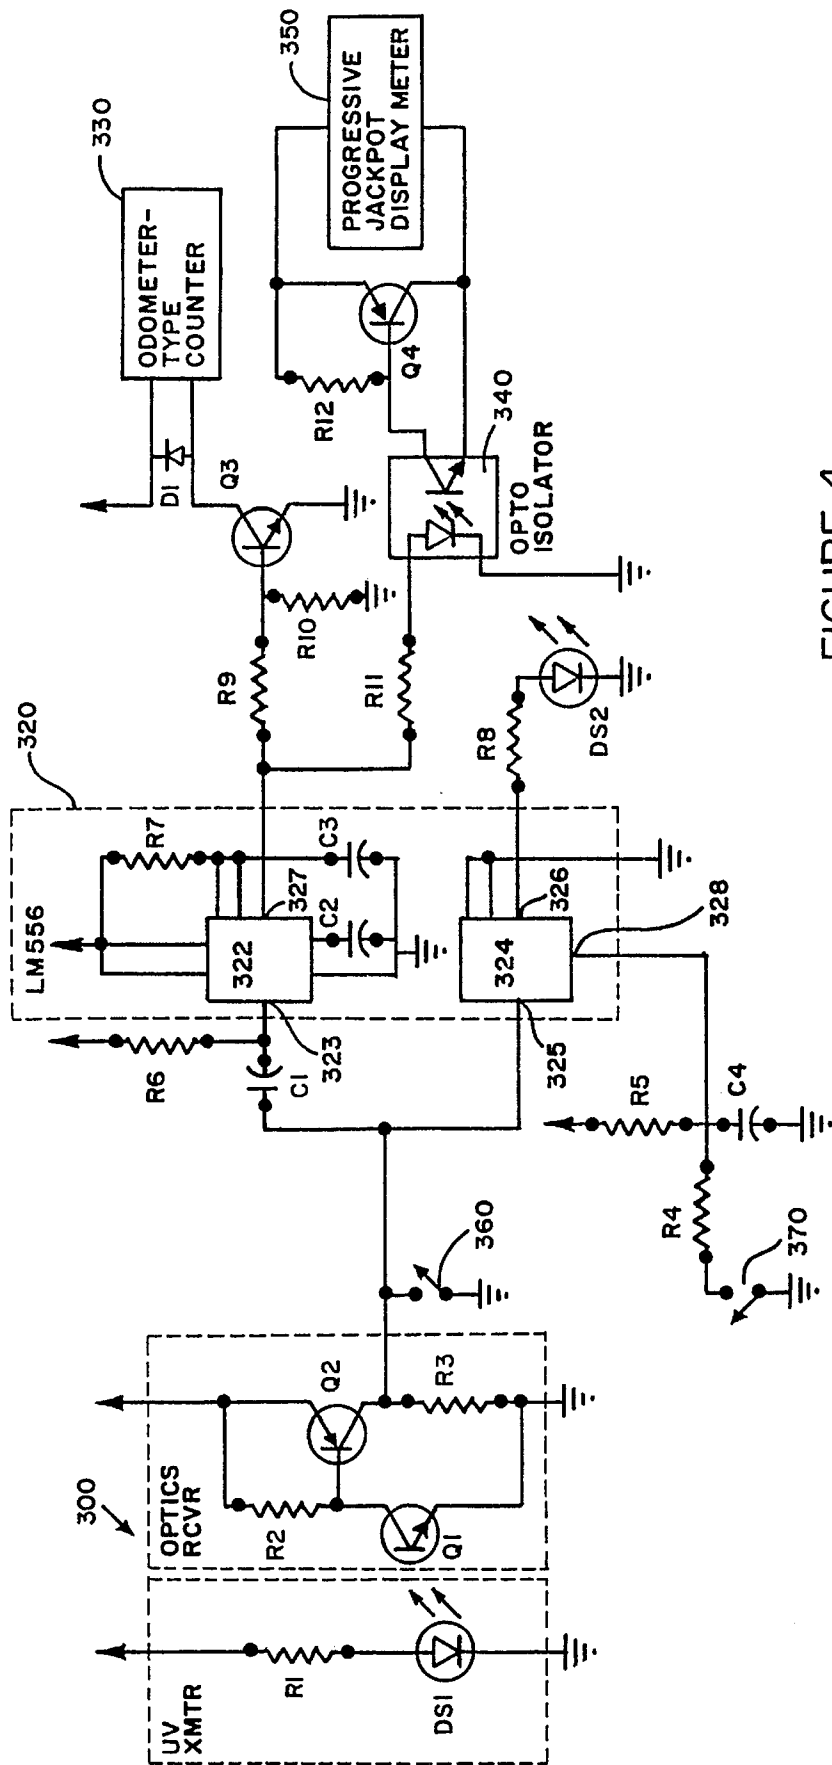 300
UV
XMTR
R1
DS1
OPTICS
RCVR
R2
Q1
Q2
R3
360
370
R4
R5
C4
R6
C1
323
325
LM556
320
322
324
327
326
328
C2
C3
R7
R8
DS2
R9
R10
R11
Q3
D1
330
ODOMETER-
TYPE
COUNTER
OPTO
ISOLATOR
340
R12
Q4
350
PROGRESSIVE
JACKPOT
DISPLAY METER
FIGURE 4